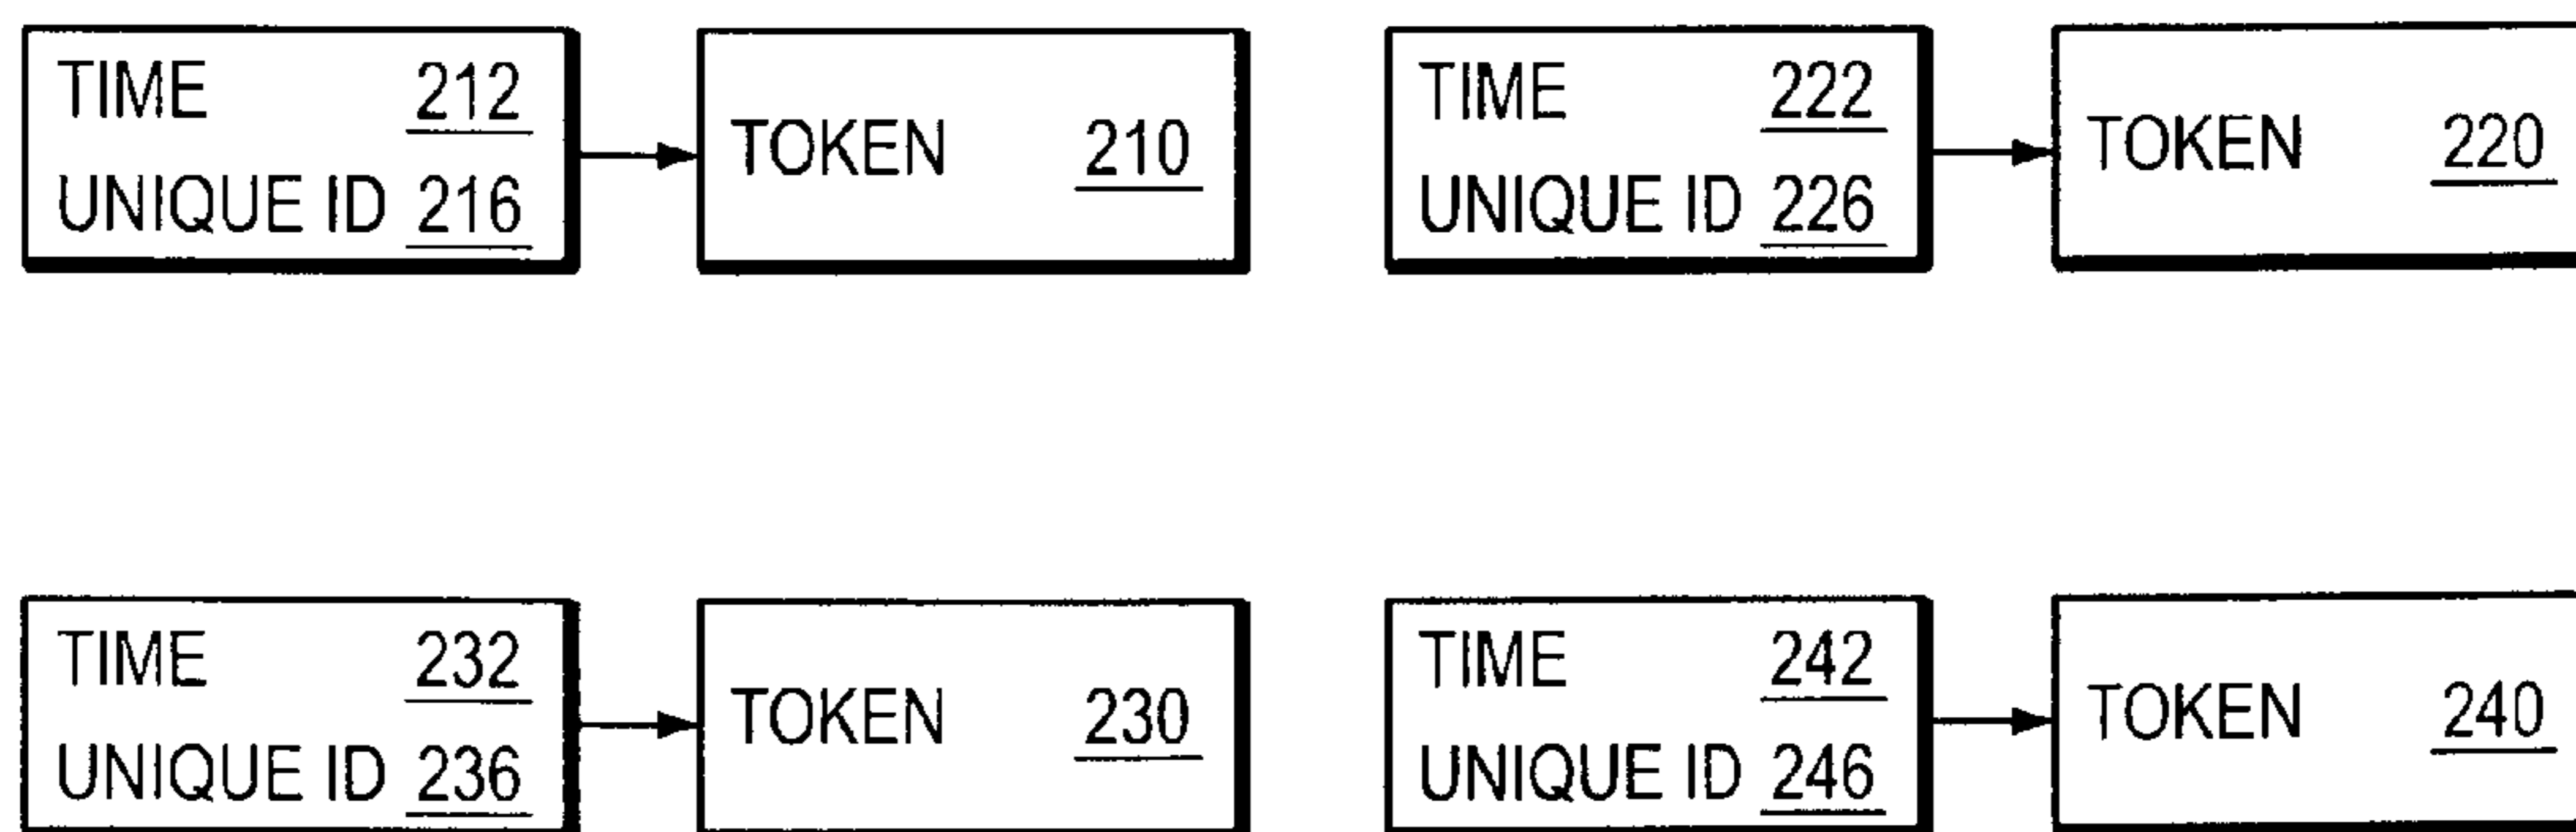 TIME 212
UNIQUE ID 216
TOKEN 210
TIME 222
UNIQUE ID 226
TOKEN 220
TIME 232
UNIQUE ID 236
TOKEN 230
TIME 242
UNIQUE ID 246
TOKEN 240